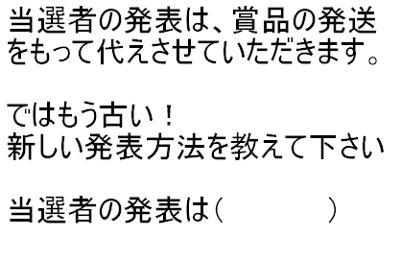 当選者の発表は、賞品の発送
をもって代えさせていただきます。
ではもう古い！
新しい発表方法を教えて下さい
当選者の発表は（　　　）